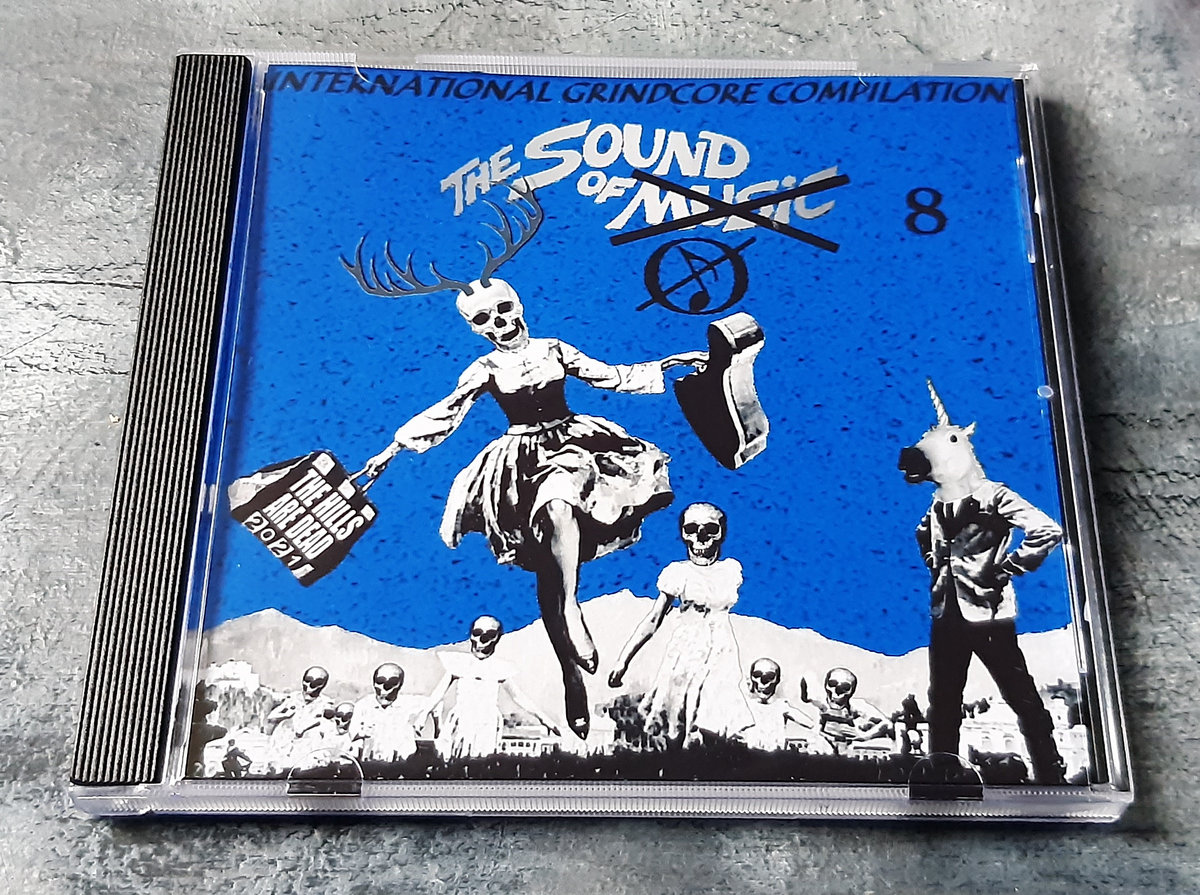 INTERNATIONAL GRINDCORE COMPILATION
THE SOUND
OF MUSiC
8
THE HILLS
ARE DEAD
2021